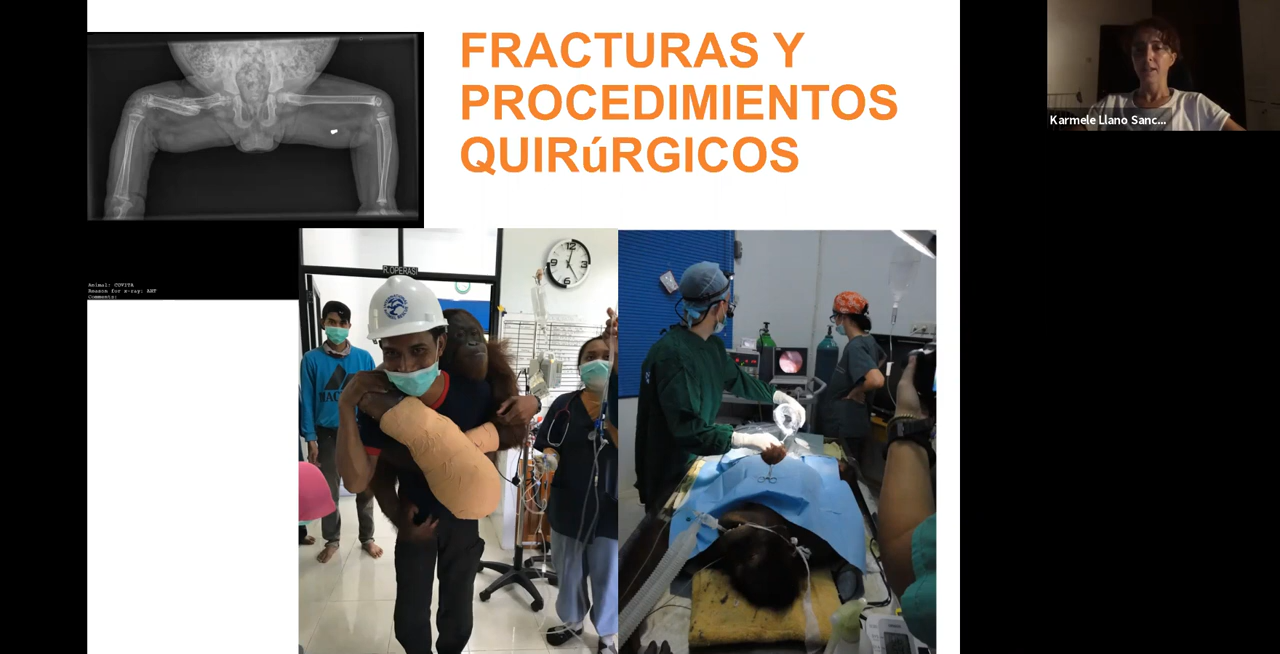 FRACTURAS Y
PROCEDIMIENTOS
QUIRúRGICOS
Karmele Llano Sanc...
Animal: COVITA
Reason for x-ray: ANT
Comments:
R.OPERASI